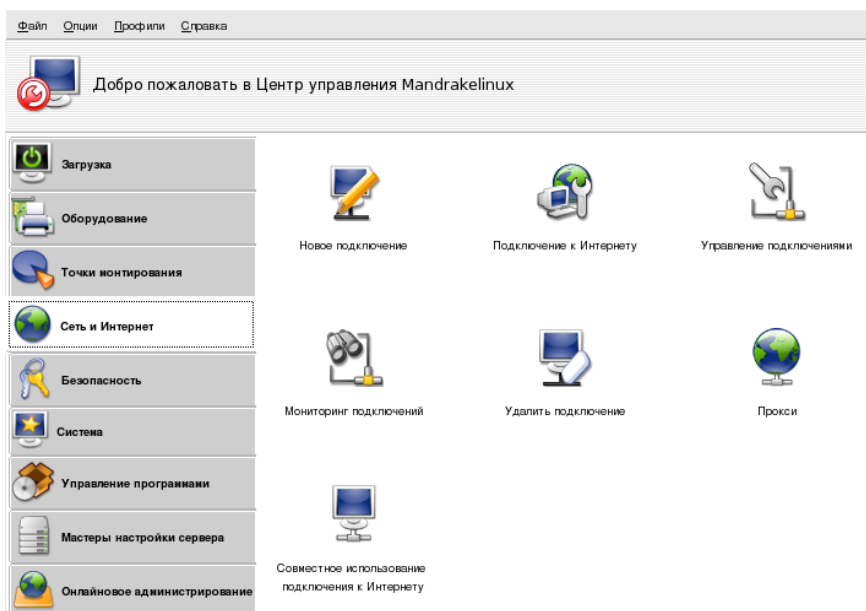 Файл Опции Профили Справка
Добро пожаловать в Центр управления Mandrakelinux
Загрузка
Оборудование
Точки монтирования
Сеть и Интернет
Безопасность
Система
Управление программами
Мастеры настройки сервера
Онлайновое администрирование
Новое подключение
Подключение к Интернету
Управление подключениями
Мониторинг подключений
Удалить подключение
Прокси
Совместное использование
подключения к Интернету